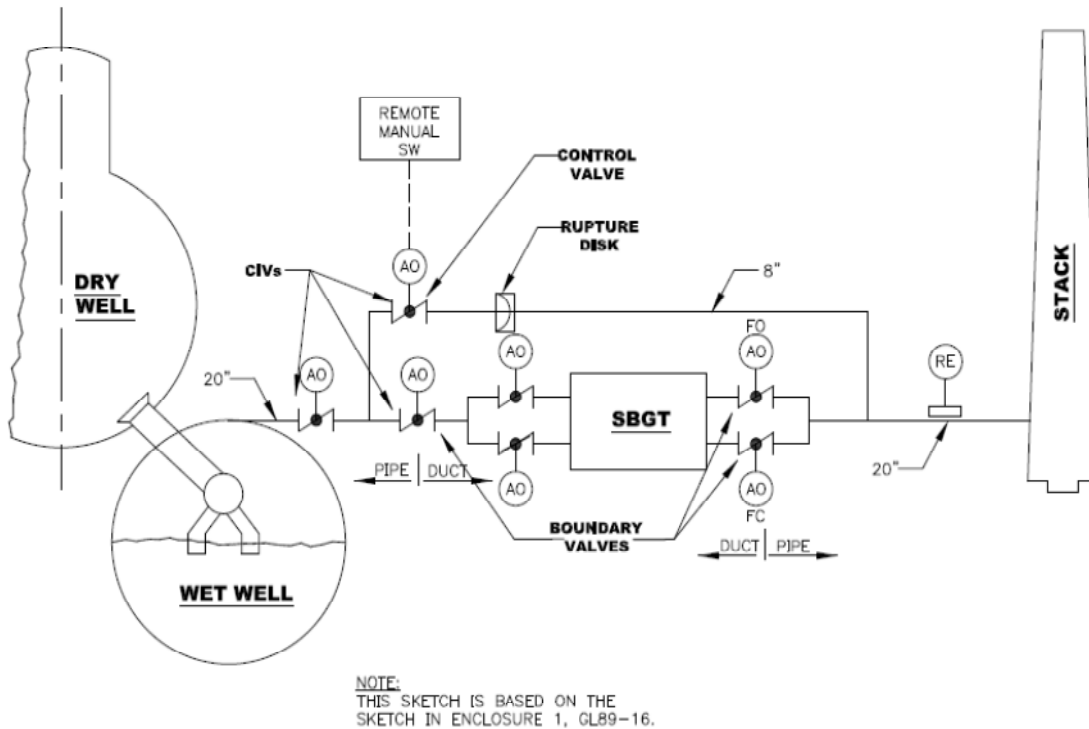 REMOTE
MANUAL
SW
CONTROL
VALVE
RUPTURE
DISK
CIVs
AO
8"
DRY
WELL
STACK
AO
AO
FO
AO
RE
20"
AO
SBGT
20"
PIPE
DUCT
AO
AO
FC
BOUNDARY
VALVES
DUCT
PIPE
WET WELL
NOTE:
THIS SKETCH IS BASED ON THE
SKETCH IN ENCLOSURE 1, GL89-16.